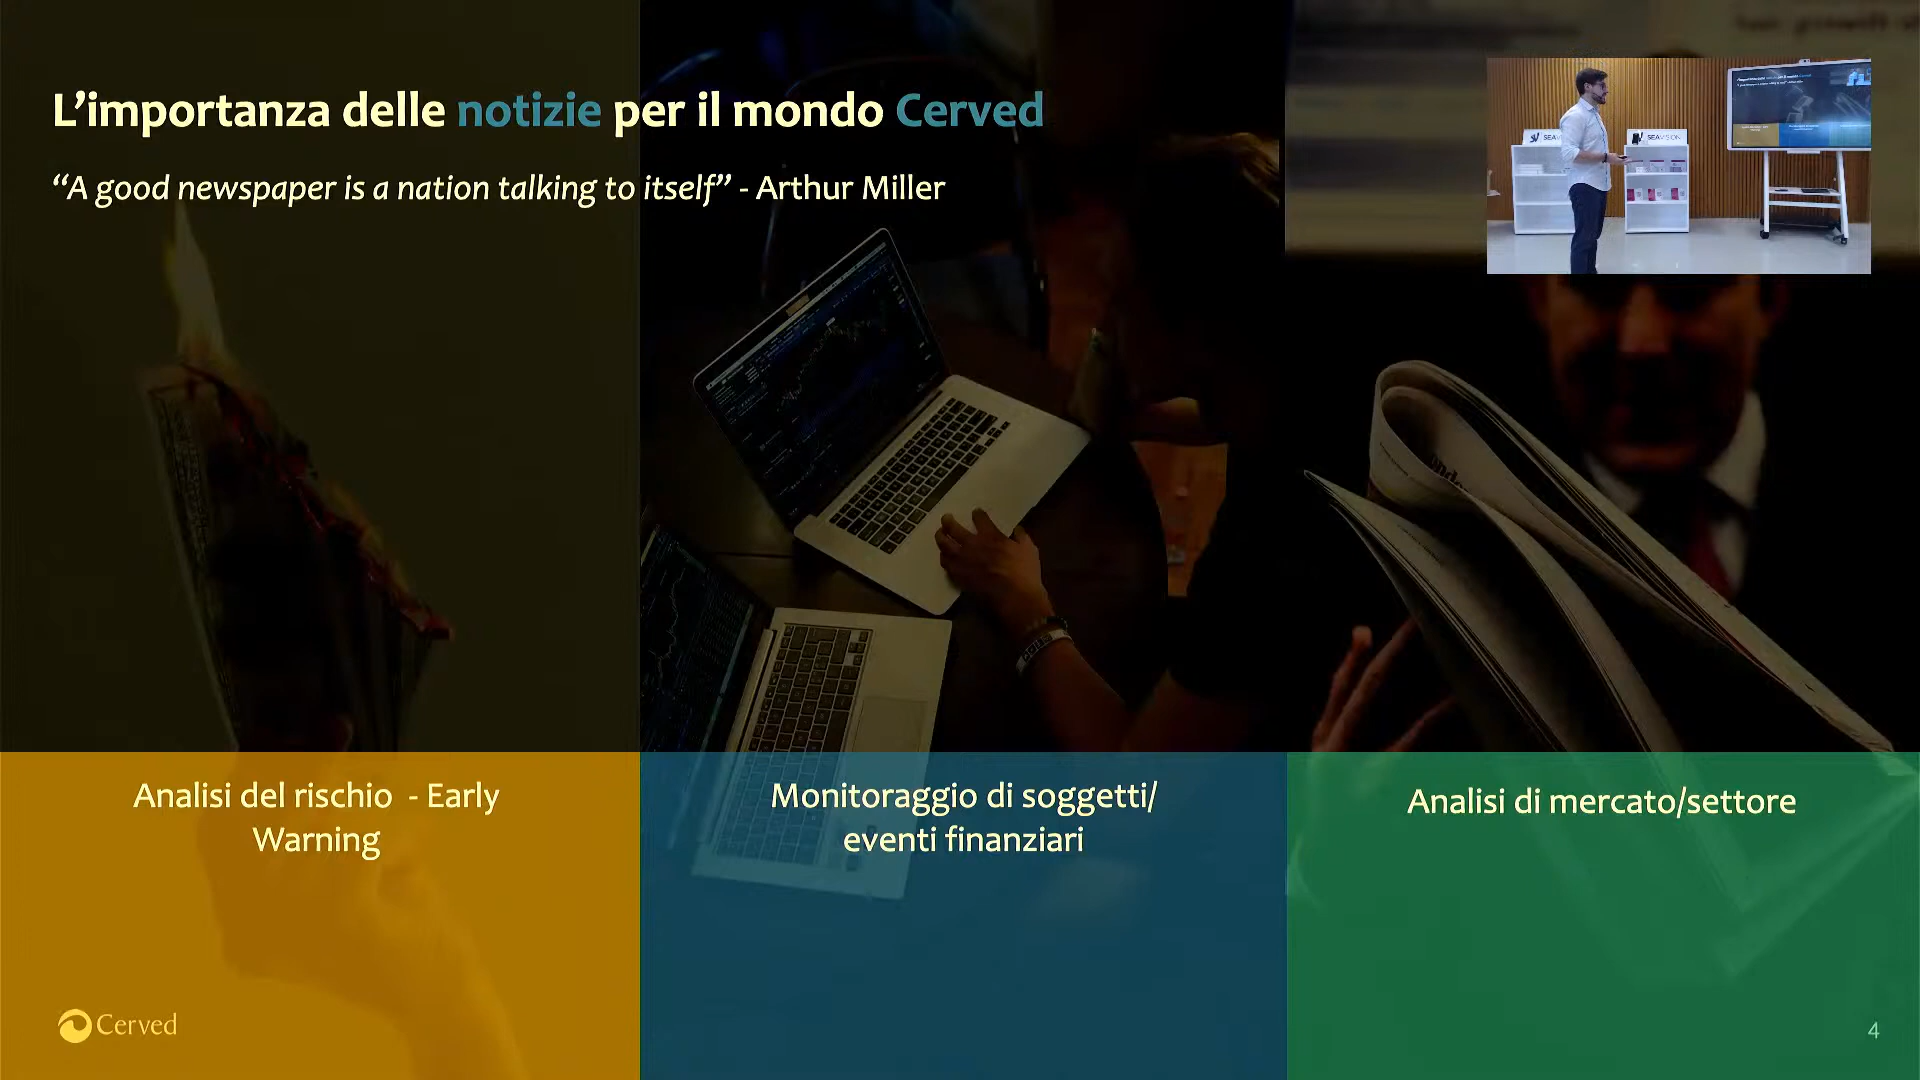 L’importanza delle notizie per il mondo Cerved
“A good newspaper is a nation talking to itself” - Arthur Miller
SEAVISION
Analisi del rischio - Early
Warning
Monitoraggio di soggetti/
eventi finanziari
Analisi di mercato/settore
Cerved
4